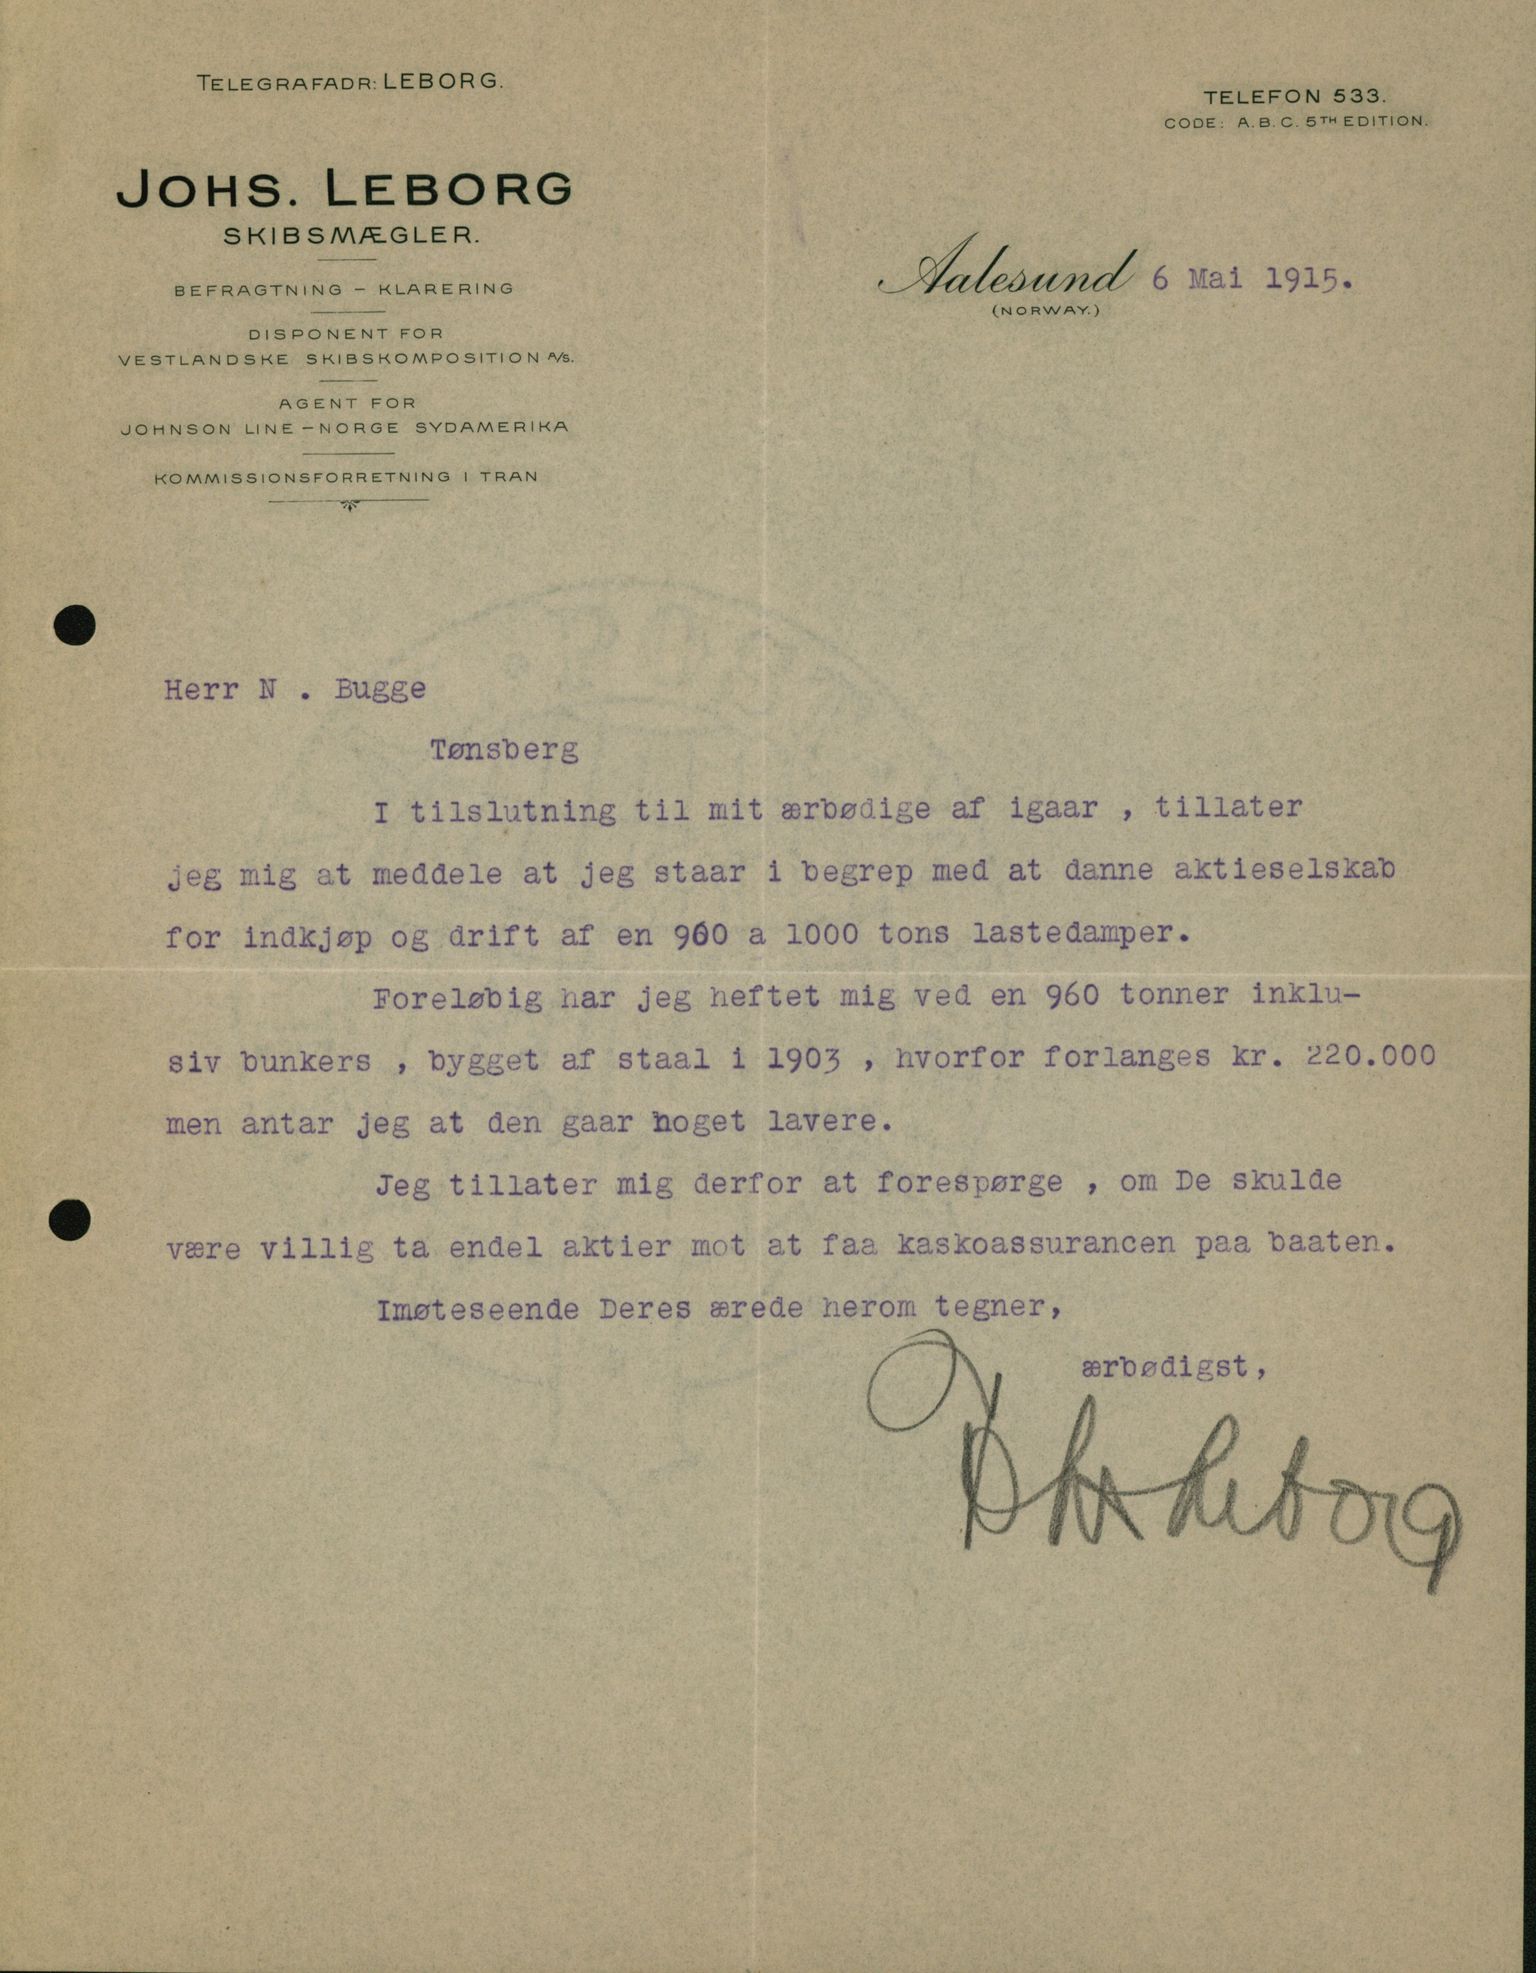 TELEGRAFADR: LEBORG.
TELEFON 533.
CODE: A.B.C. 5TH EDITION.
JOHS. LEBORG
SKIBSMÆGLER.
BEFRAGTNING – KLARERING
DISPONENT FOR
VESTLANDSKE SKIBSKOMPOSITION A/S.
AGENT FOR
JOHNSON LINE – NORGE SYDAMERIKA
KOMMISSIONSFORRETNING I TRAN
Aalesund 6 Mai 1915.
(NORWAY.)
Herr N . Bugge
Tønsberg
I tilslutning til mit ærbødige af igaar , tillater
jeg mig at meddele at jeg staar i begrep med at danne aktieselskab
for indkjøp og drift af en 960 a 1000 tons lastedamper.
Foreløbig har jeg heftet mig ved en 960 tonner inklu-
siv bunkers , bygget af staal i 1903 , hvorfor forlanges kr. 220.000
men antar jeg at den gaar noget lavere.
Jeg tillater mig derfor at forespørge , om De skulde
være villig ta endel aktier mot at faa kaskoassurancen paa baaten.
Imøteseende Deres ærede herom tegner,
ærbødigst,
Johs Leborg